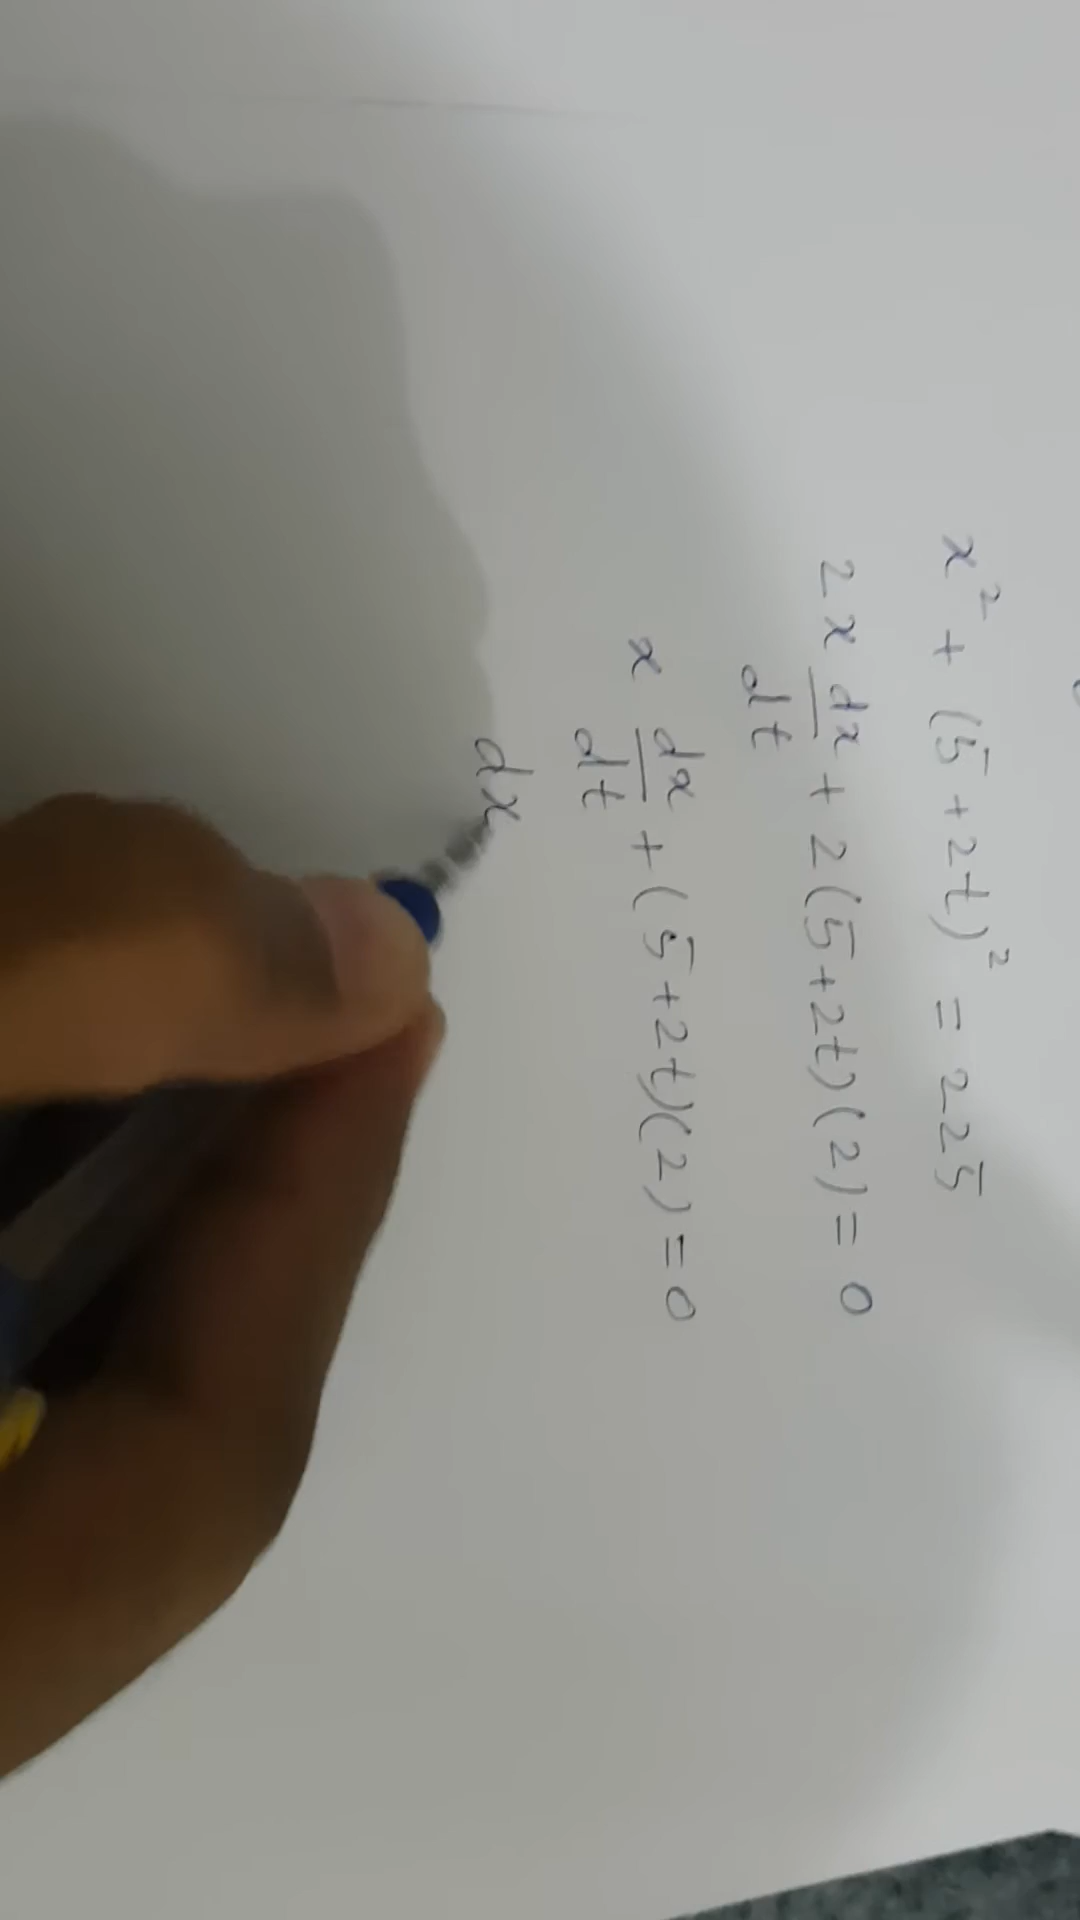 x² + (5+2t)² = 225
2x dx/dt + 2(5+2t)(2) = 0
x dx/dt + (5+2t)(2) = 0
dx